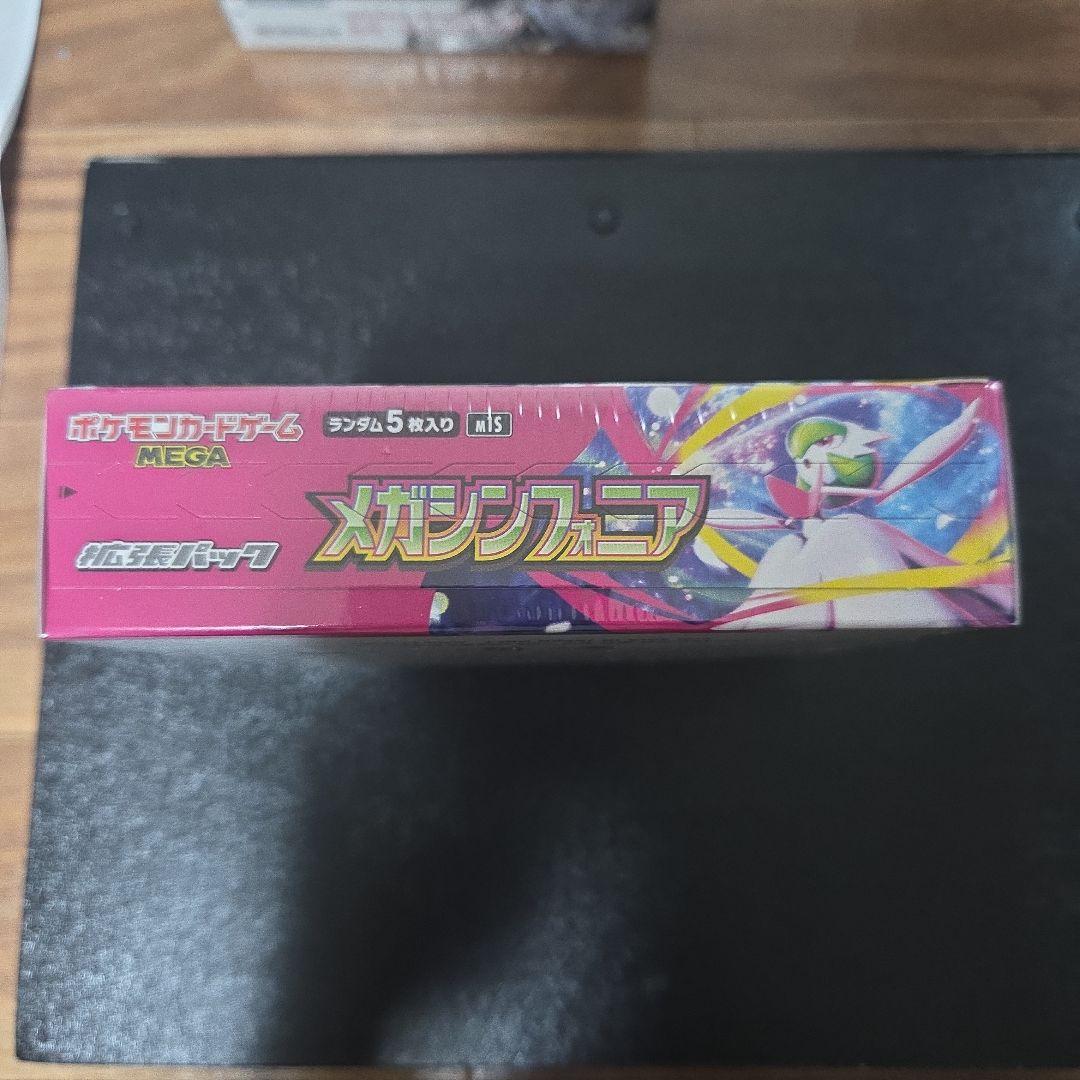 ポケモンカードゲーム
MEGA
ランダム5枚入り
m1S
メガシンフォニア
拡張パック